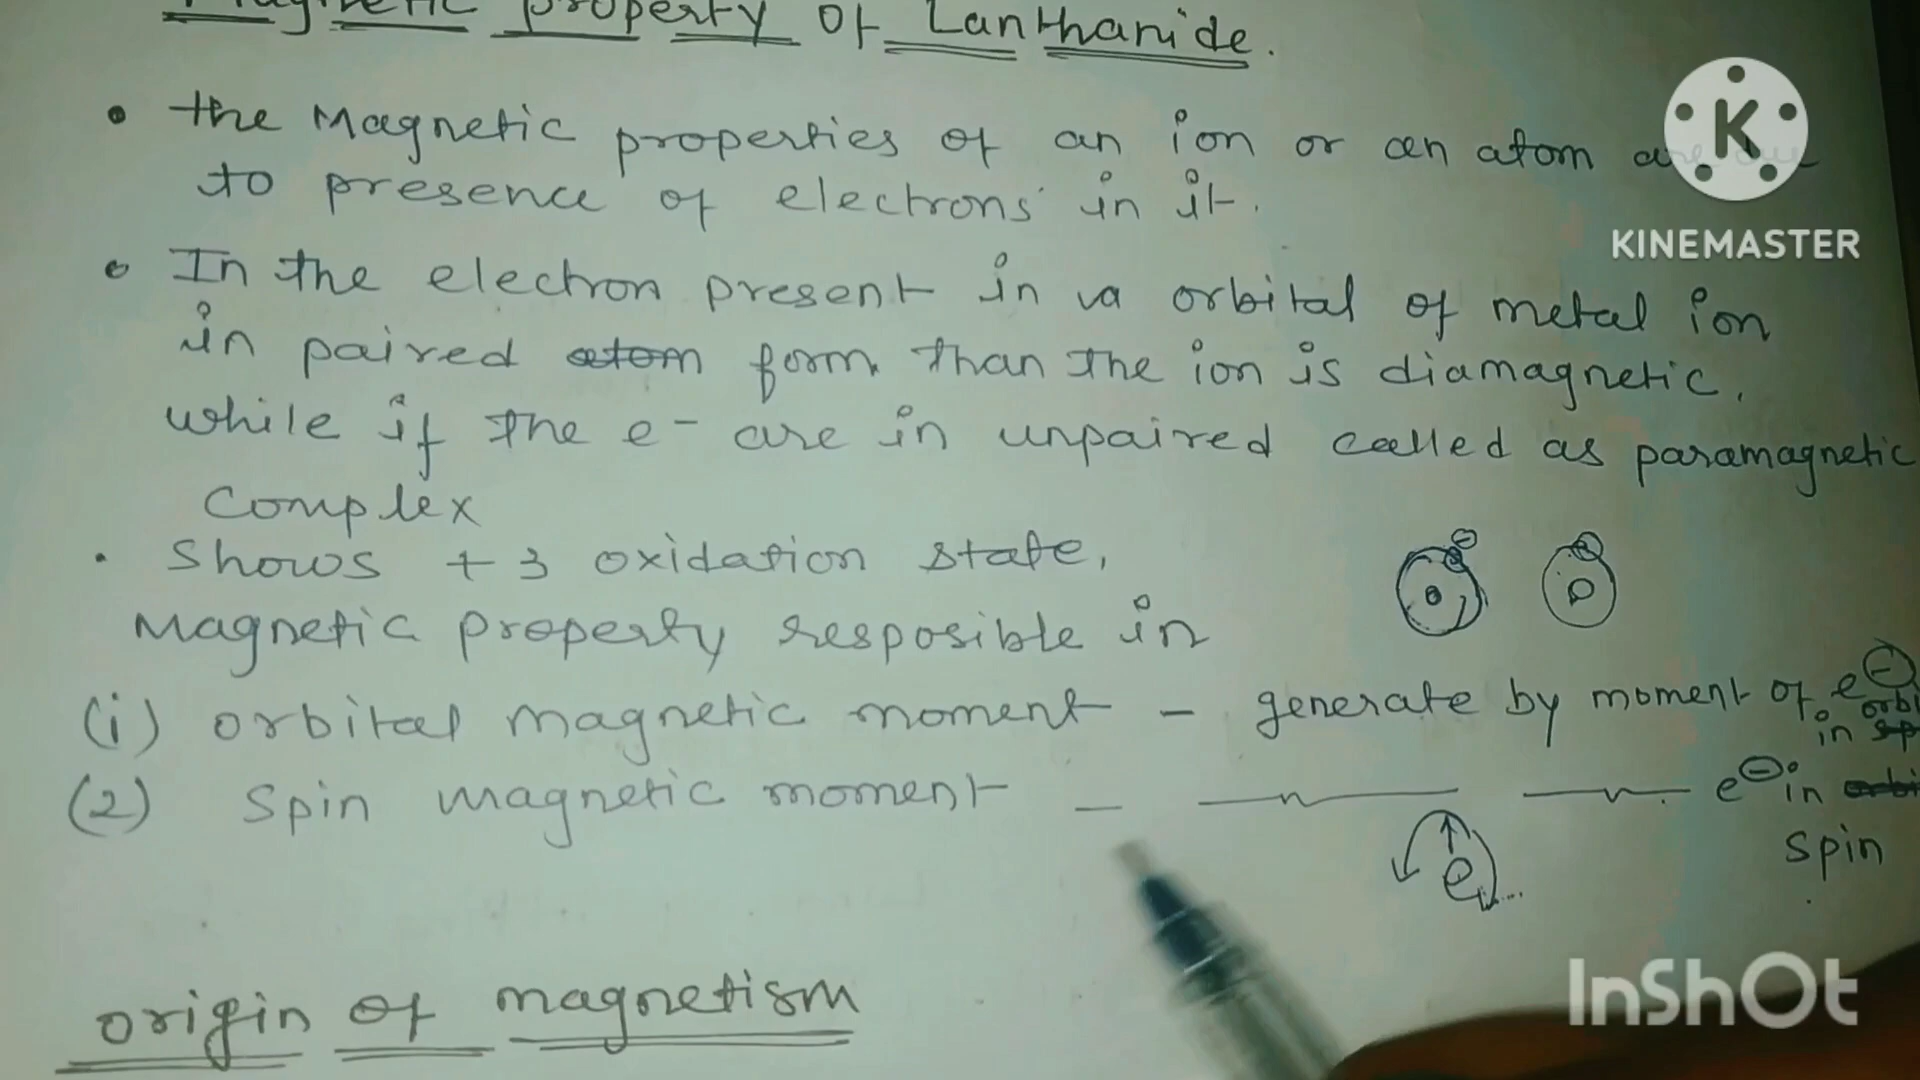 Magnetic property of Lanthanide.
• the Magnetic properties of an ion or an atom
to presence of electrons in it.
• In the electron present in a orbital of metal ion
in paired atom form than the ion is diamagnetic.
while if the e- are in unpaired called as paramagnetic
complex
• Shows +3 oxidation state,
Magnetic property resposible in
(i) orbital magnetic moment - generate by moment of e⊖
in orbi
(2) Spin magnetic moment - — " — — " — e⊖ in
spin
e
origin of magnetism
K
KINEMASTER
InShOt